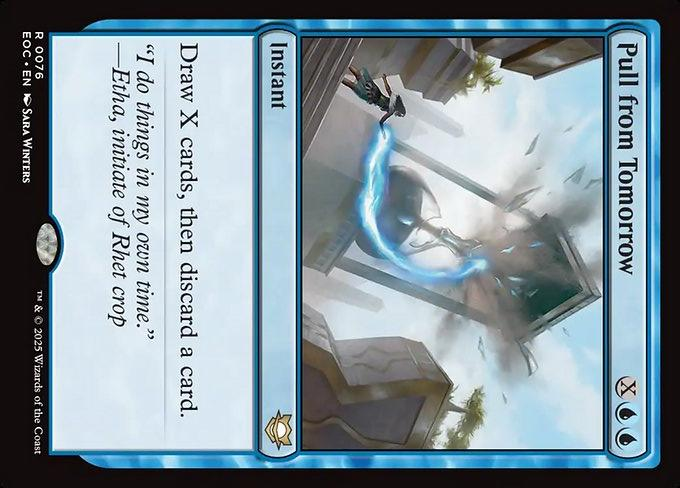 Pull from Tomorrow
X
Instant
Draw X cards, then discard a card.
“I do things in my own time.”
—Etha, initiate of Rhet crop
R 0076
EOC • EN Sara Winters
™ & © 2025 Wizards of the Coast